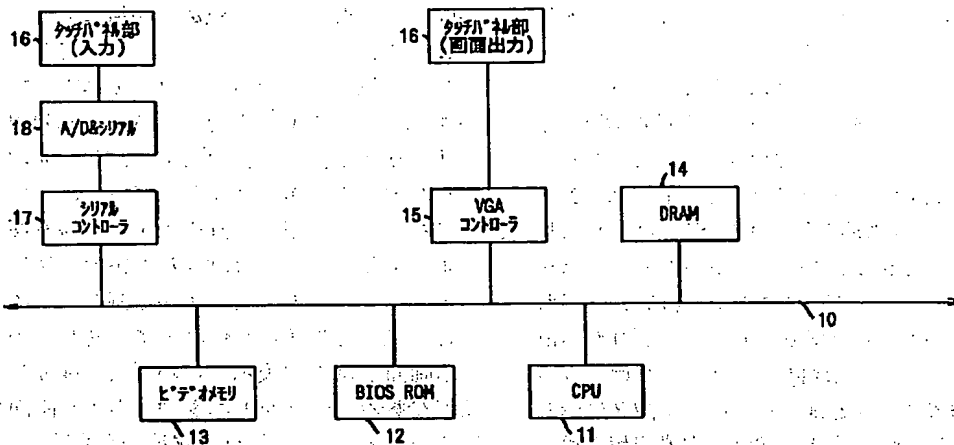 16
ﾀｯﾁﾊﾟﾈﾙ部
(入力)
16
ﾀｯﾁﾊﾟﾈﾙ部
(画面出力)
18
A/D&ｼﾘｱﾙ
17
ｼﾘｱﾙ
ｺﾝﾄﾛｰﾗ
15
VGA
ｺﾝﾄﾛｰﾗ
14
DRAM
10
ﾋﾞﾃﾞｵﾒﾓﾘ
13
BIOS ROM
12
CPU
11